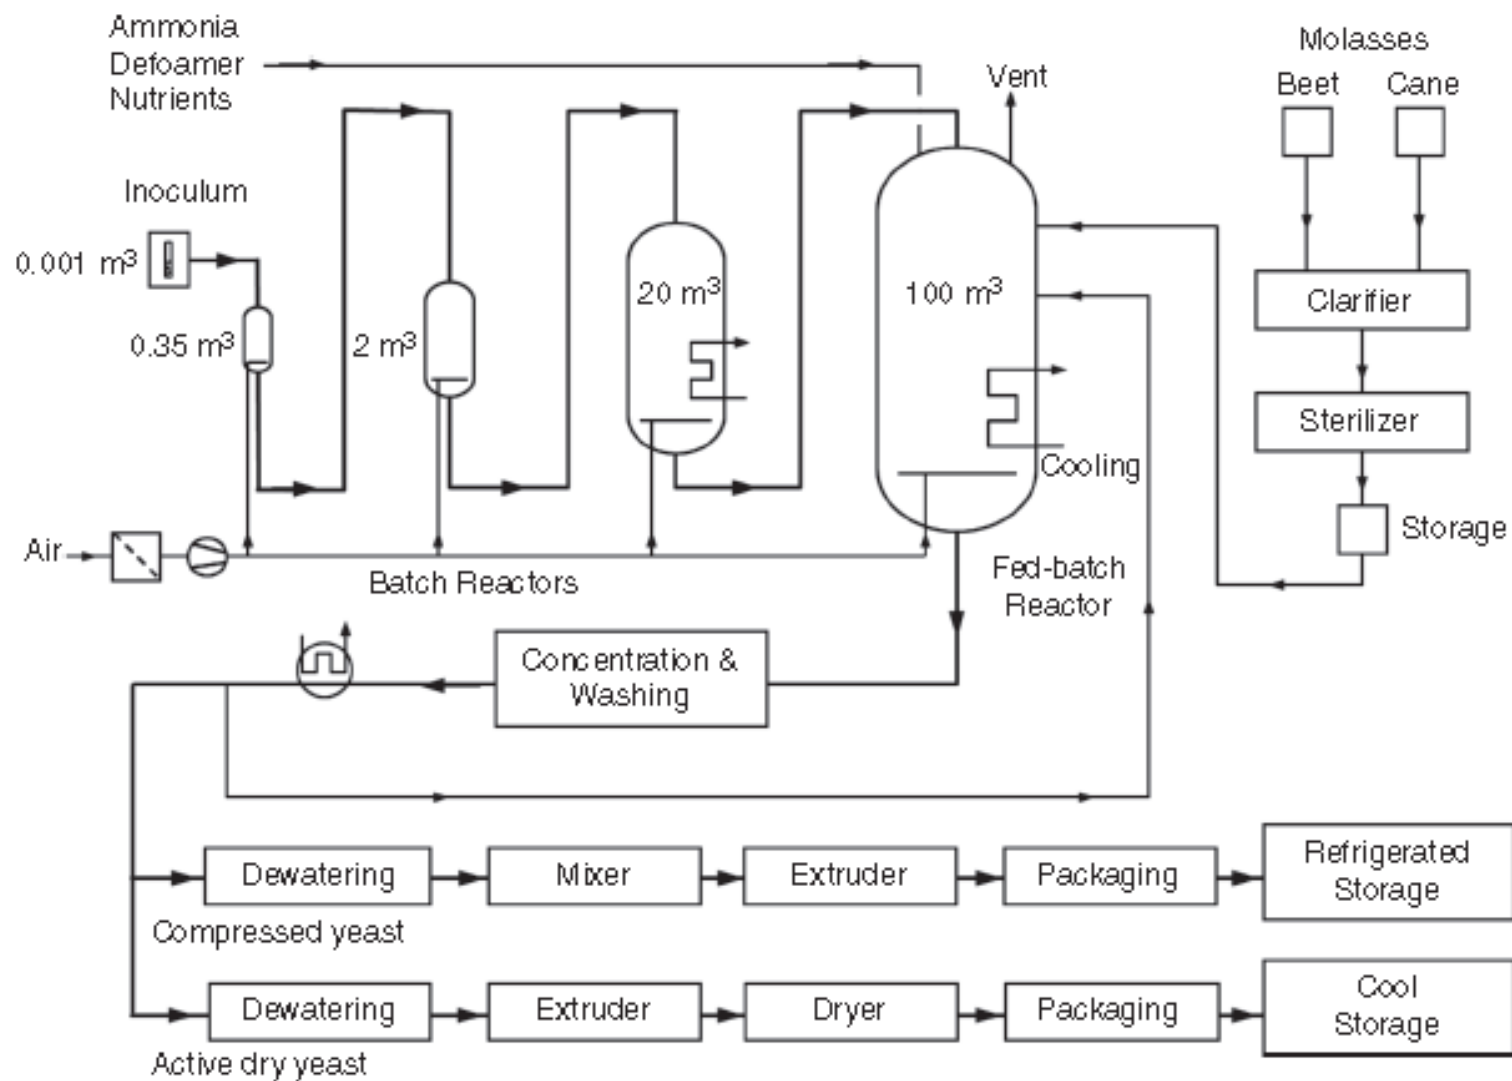 Ammonia
Defoamer
Nutrients
Molasses
Beet Cane
Vent
Inoculum
0.001 m³
0.35 m³
2 m³
20 m³
100 m³
Clarifier
Sterilizer
Storage
Cooling
Air
Batch Reactors
Fed-batch
Reactor
Concentration &
Washing
Dewatering Mixer Extruder Packaging Refrigerated
Storage
Compressed yeast
Dewatering Extruder Dryer Packaging Cool
Storage
Active dry yeast